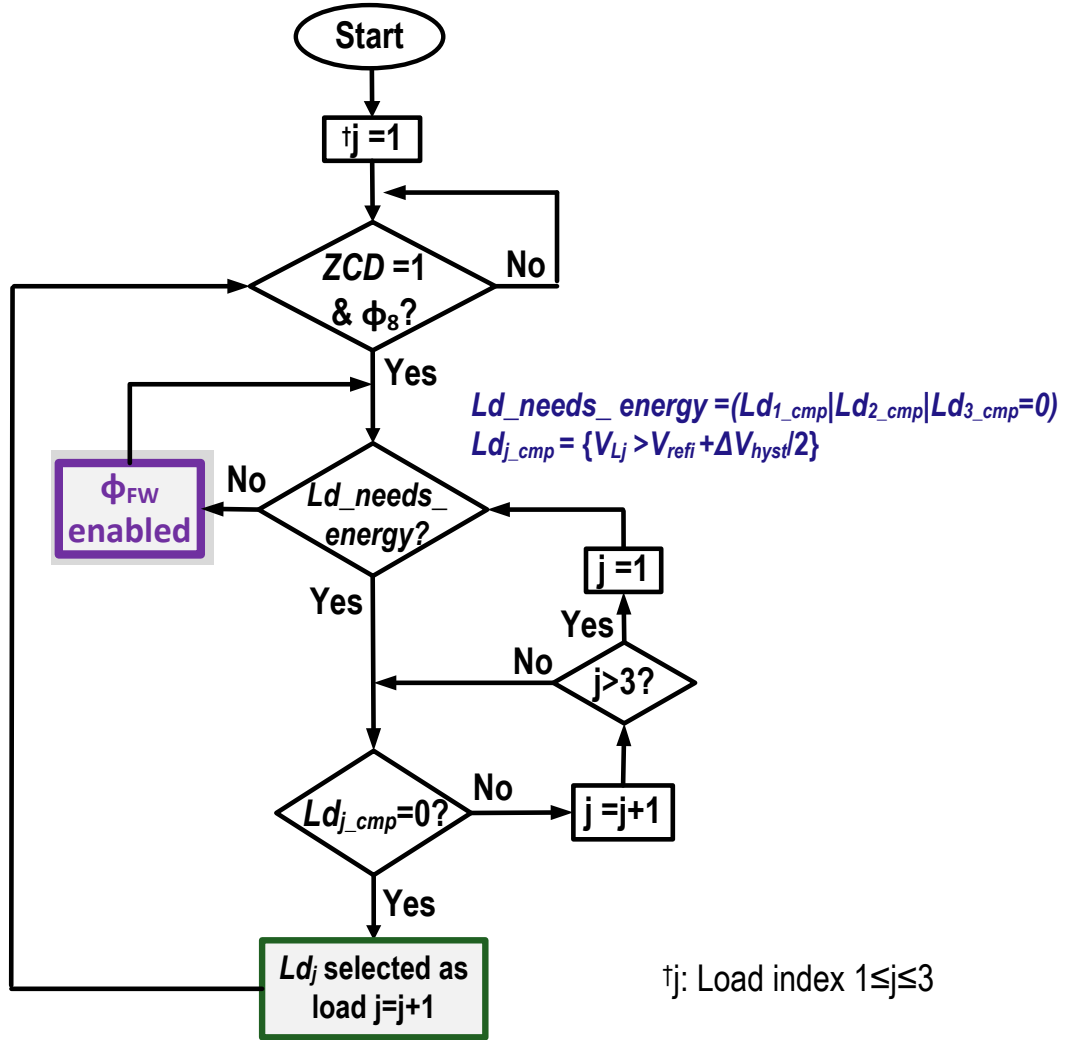 Start
†j =1
ZCD =1
& ϕ8?
No
Yes
Ld_needs_ energy =(Ld1_cmp|Ld2_cmp|Ld3_cmp=0)
Ldj_cmp = {VLj >Vrefi +ΔVhyst/2}
ϕFW
enabled
No
Ld_needs_
energy?
Yes
j =1
Yes
No
j>3?
Ldj_cmp=0?
No
j =j+1
Yes
Ldj selected as
load j=j+1
†j: Load index 1≤j≤3